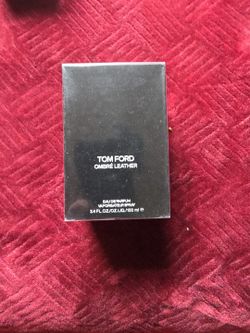 TOM FORD
OMBRÉ LEATHER
EAU DE PARFUM
VAPORISATEUR SPRAY
3.4 FL.OZ./OZ.LIQ./100 ml e